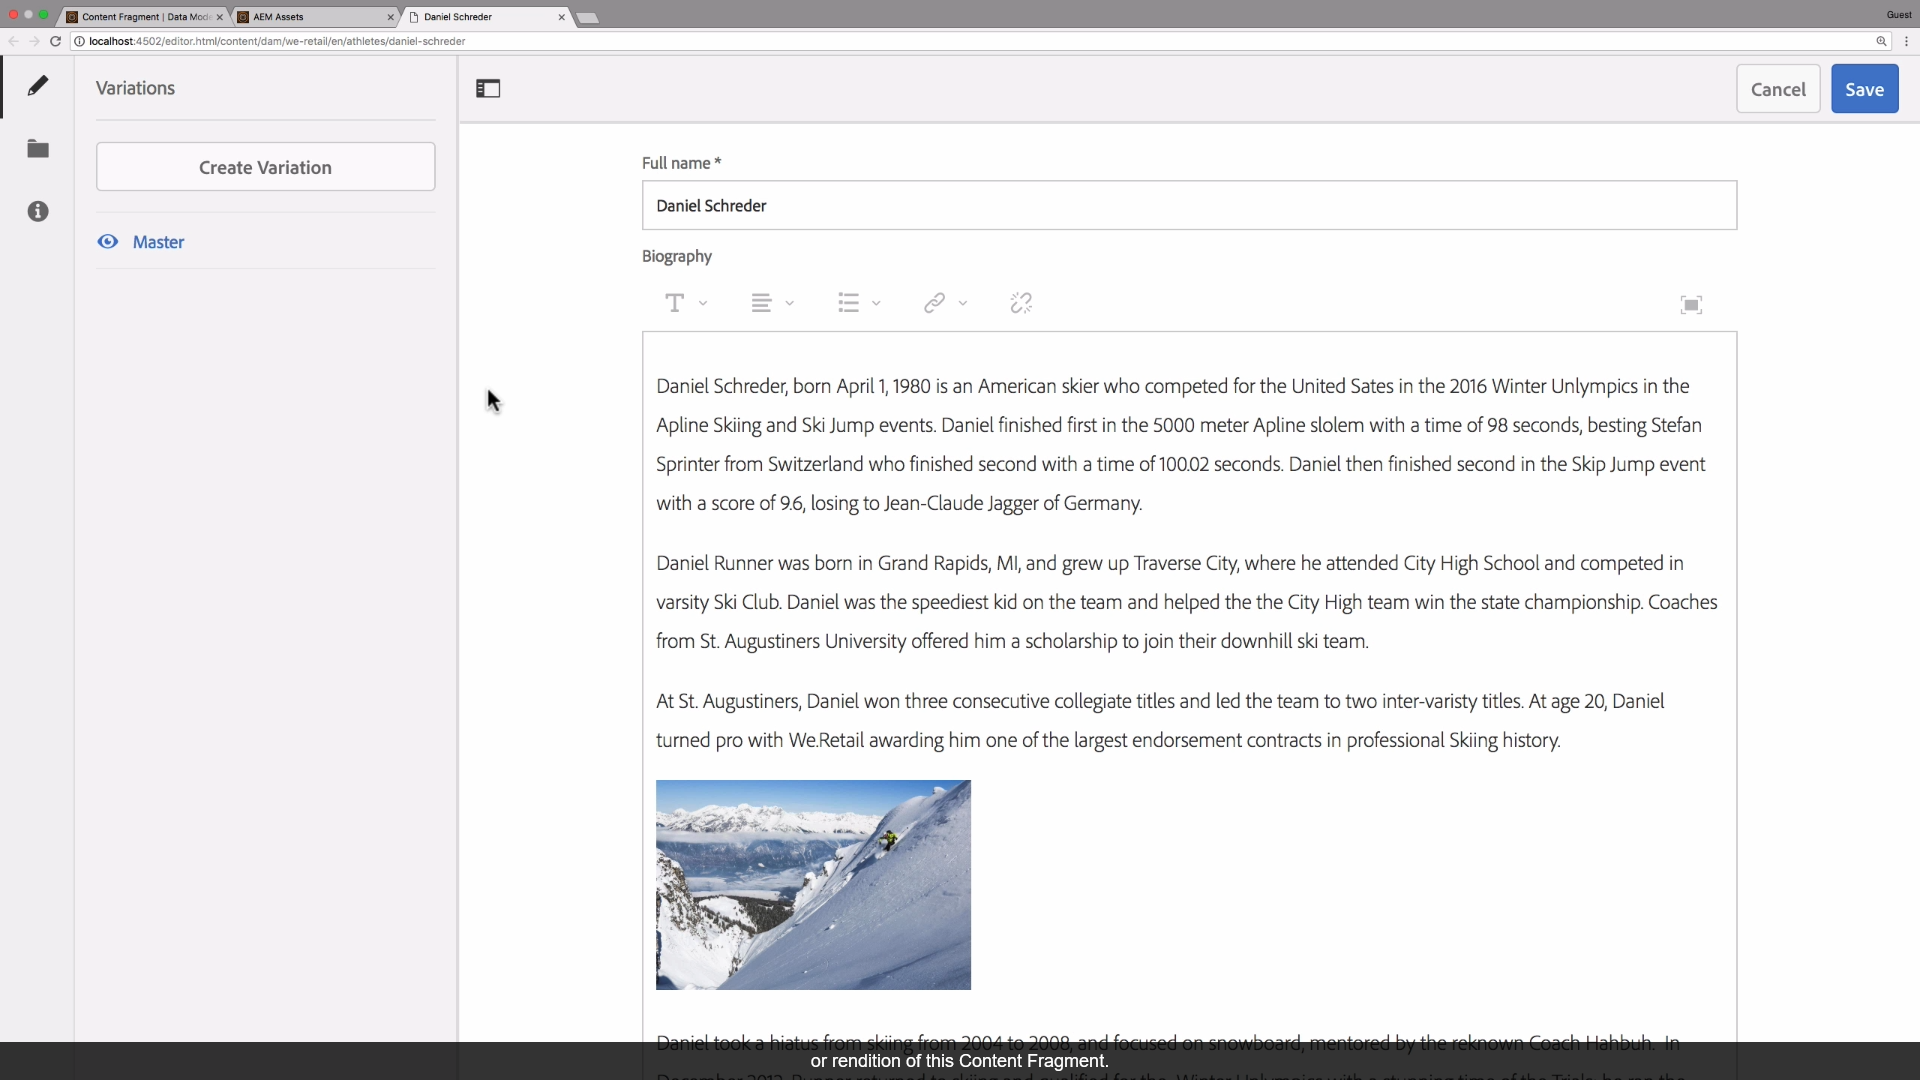 Content Fragment | Data Mode
AEM Assets
Daniel Schreder
Guest
localhost:4502/editor.html/content/dam/we-retail/en/athletes/daniel-schreder
Variations
Cancel
Save
Create Variation
Master
Full name *
Daniel Schreder
Biography
Daniel Schreder, born April 1, 1980 is an American skier who competed for the United Sates in the 2016 Winter Unlympics in the
Apline Skiing and Ski Jump events. Daniel finished first in the 5000 meter Apline slolem with a time of 98 seconds, besting Stefan
Sprinter from Switzerland who finished second with a time of 100.02 seconds. Daniel then finished second in the Skip Jump event
with a score of 9.6, losing to Jean-Claude Jagger of Germany.
Daniel Runner was born in Grand Rapids, MI, and grew up Traverse City, where he attended City High School and competed in
varsity Ski Club. Daniel was the speediest kid on the team and helped the the City High team win the state championship. Coaches
from St. Augustiners University offered him a scholarship to join their downhill ski team.
At St. Augustiners, Daniel won three consecutive collegiate titles and led the team to two inter-varisty titles. At age 20, Daniel
turned pro with We.Retail awarding him one of the largest endorsement contracts in professional Skiing history.
Daniel took a hiatus from skiing from 2004 to 2008, and focused on snowboard, mentored by the reknown Coach Hahbuh. In
or rendition of this Content Fragment.